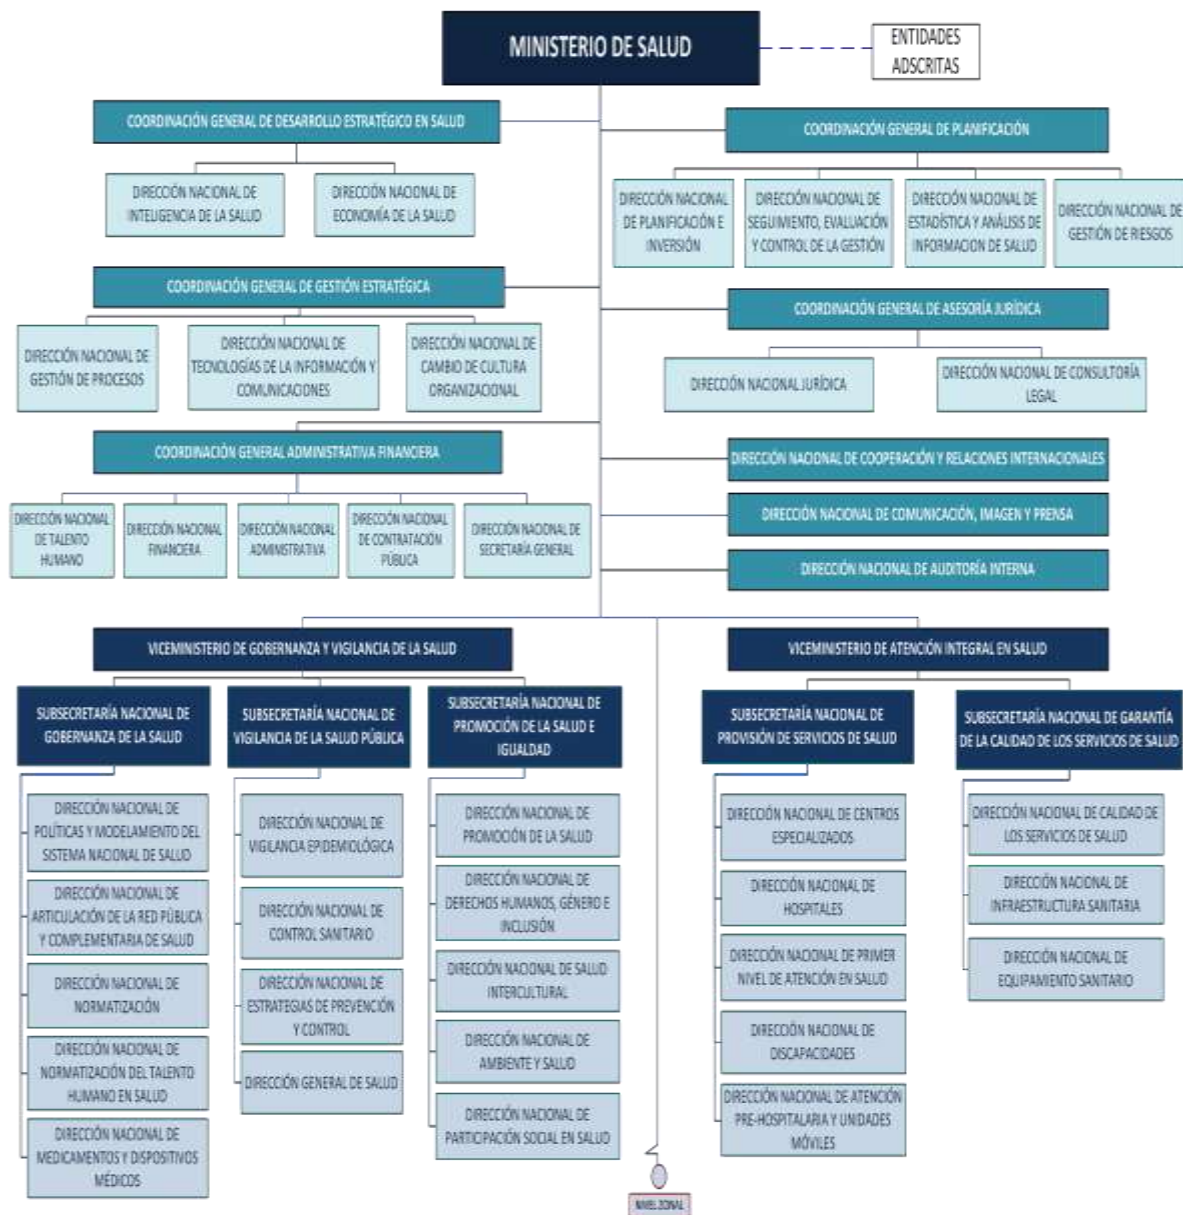 MINISTERIO DE SALUD
ENTIDADES
ADSCRITAS
COORDINACIÓN GENERAL DE DESARROLLO ESTRATÉGICO EN SALUD
DIRECCIÓN NACIONAL DE
INTELIGENCIA DE LA SALUD
DIRECCIÓN NACIONAL DE
ECONOMÍA DE LA SALUD
COORDINACIÓN GENERAL DE PLANIFICACIÓN
DIRECCIÓN NACIONAL
DE PLANIFICACIÓN E
INVERSIÓN
DIRECCIÓN NACIONAL DE
SEGUIMIENTO, EVALUACIÓN
Y CONTROL DE LA GESTIÓN
DIRECCIÓN NACIONAL DE
ESTADÍSTICA Y ANÁLISIS DE
INFORMACION DE SALUD
DIRECCIÓN NACIONAL DE
GESTIÓN DE RIESGOS
COORDINACIÓN GENERAL DE GESTIÓN ESTRATÉGICA
DIRECCIÓN NACIONAL DE
GESTIÓN DE PROCESOS
DIRECCIÓN NACIONAL DE
TECNOLOGÍAS DE LA INFORMACIÓN Y
COMUNICACIONES
DIRECCIÓN NACIONAL DE
CAMBIO DE CULTURA
ORGANIZACIONAL
COORDINACIÓN GENERAL DE ASESORÍA JURÍDICA
DIRECCIÓN NACIONAL JURÍDICA
DIRECCIÓN NACIONAL DE CONSULTORÍA
LEGAL
COORDINACIÓN GENERAL ADMINISTRATIVA FINANCIERA
DIRECCIÓN NACIONAL
DE TALENTO
HUMANO
DIRECCIÓN NACIONAL
FINANCIERA
DIRECCIÓN NACIONAL
ADMINISTRATIVA
DIRECCIÓN NACIONAL
DE CONTRATACIÓN
PÚBLICA
DIRECCIÓN NACIONAL DE
SECRETARÍA GENERAL
DIRECCIÓN NACIONAL DE COOPERACIÓN Y RELACIONES INTERNACIONALES
DIRECCIÓN NACIONAL DE COMUNICACIÓN, IMAGEN Y PRENSA
DIRECCIÓN NACIONAL DE AUDITORÍA INTERNA
VICEMINISTERIO DE GOBERNANZA Y VIGILANCIA DE LA SALUD
SUBSECRETARÍA NACIONAL DE
GOBERNANZA DE LA SALUD
DIRECCIÓN NACIONAL DE
POLÍTICAS Y MODELAMIENTO DEL
SISTEMA NACIONAL DE SALUD
DIRECCIÓN NACIONAL DE
ARTICULACIÓN DE LA RED PÚBLICA
Y COMPLEMENTARIA DE SALUD
DIRECCIÓN NACIONAL DE
NORMATIZACIÓN
DIRECCIÓN NACIONAL DE
NORMATIZACIÓN DEL TALENTO
HUMANO EN SALUD
DIRECCIÓN NACIONAL DE
MEDICAMENTOS Y DISPOSITIVOS
MÉDICOS
SUBSECRETARÍA NACIONAL DE
VIGILANCIA DE LA SALUD PÚBLICA
DIRECCIÓN NACIONAL DE
VIGILANCIA EPIDEMIOLÓGICA
DIRECCIÓN NACIONAL DE
CONTROL SANITARIO
DIRECCIÓN NACIONAL DE
ESTRATEGIAS DE PREVENCIÓN
Y CONTROL
DIRECCIÓN GENERAL DE SALUD
SUBSECRETARÍA NACIONAL DE
PROMOCIÓN DE LA SALUD E
IGUALDAD
DIRECCIÓN NACIONAL DE
PROMOCIÓN DE LA SALUD
DIRECCIÓN NACIONAL DE
DERECHOS HUMANOS, GÉNERO E
INCLUSIÓN
DIRECCIÓN NACIONAL DE SALUD
INTERCULTURAL
DIRECCIÓN NACIONAL DE
AMBIENTE Y SALUD
DIRECCIÓN NACIONAL DE
PARTICIPACIÓN SOCIAL EN SALUD
VICEMINISTERIO DE ATENCIÓN INTEGRAL EN SALUD
SUBSECRETARÍA NACIONAL DE
PROVISIÓN DE SERVICIOS DE SALUD
DIRECCIÓN NACIONAL DE CENTROS
ESPECIALIZADOS
DIRECCIÓN NACIONAL DE
HOSPITALES
DIRECCIÓN NACIONAL DE PRIMER
NIVEL DE ATENCIÓN EN SALUD
DIRECCIÓN NACIONAL DE
DISCAPACIDADES
DIRECCIÓN NACIONAL DE ATENCIÓN
PRE-HOSPITALARIA Y UNIDADES
MÓVILES
SUBSECRETARÍA NACIONAL DE GARANTÍA
DE LA CALIDAD DE LOS SERVICIOS DE SALUD
DIRECCIÓN NACIONAL DE CALIDAD DE
LOS SERVICIOS DE SALUD
DIRECCIÓN NACIONAL DE
INFRAESTRUCTURA SANITARIA
DIRECCIÓN NACIONAL DE
EQUIPAMIENTO SANITARIO
NIVEL ZONAL